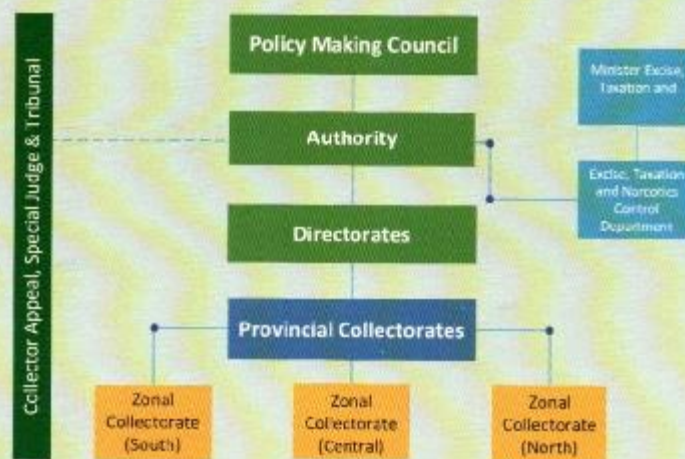 Collector Appeal, Special Judge & Tribunal
Policy Making Council
Minister Excise,
Taxation and
Authority
Excise, Taxation
and Narcotics
Control
Department
Directorates
Provincial Collectorates
Zonal
Collectorate
(South)
Zonal
Collectorate
(Central)
Zonal
Collectorate
(North)